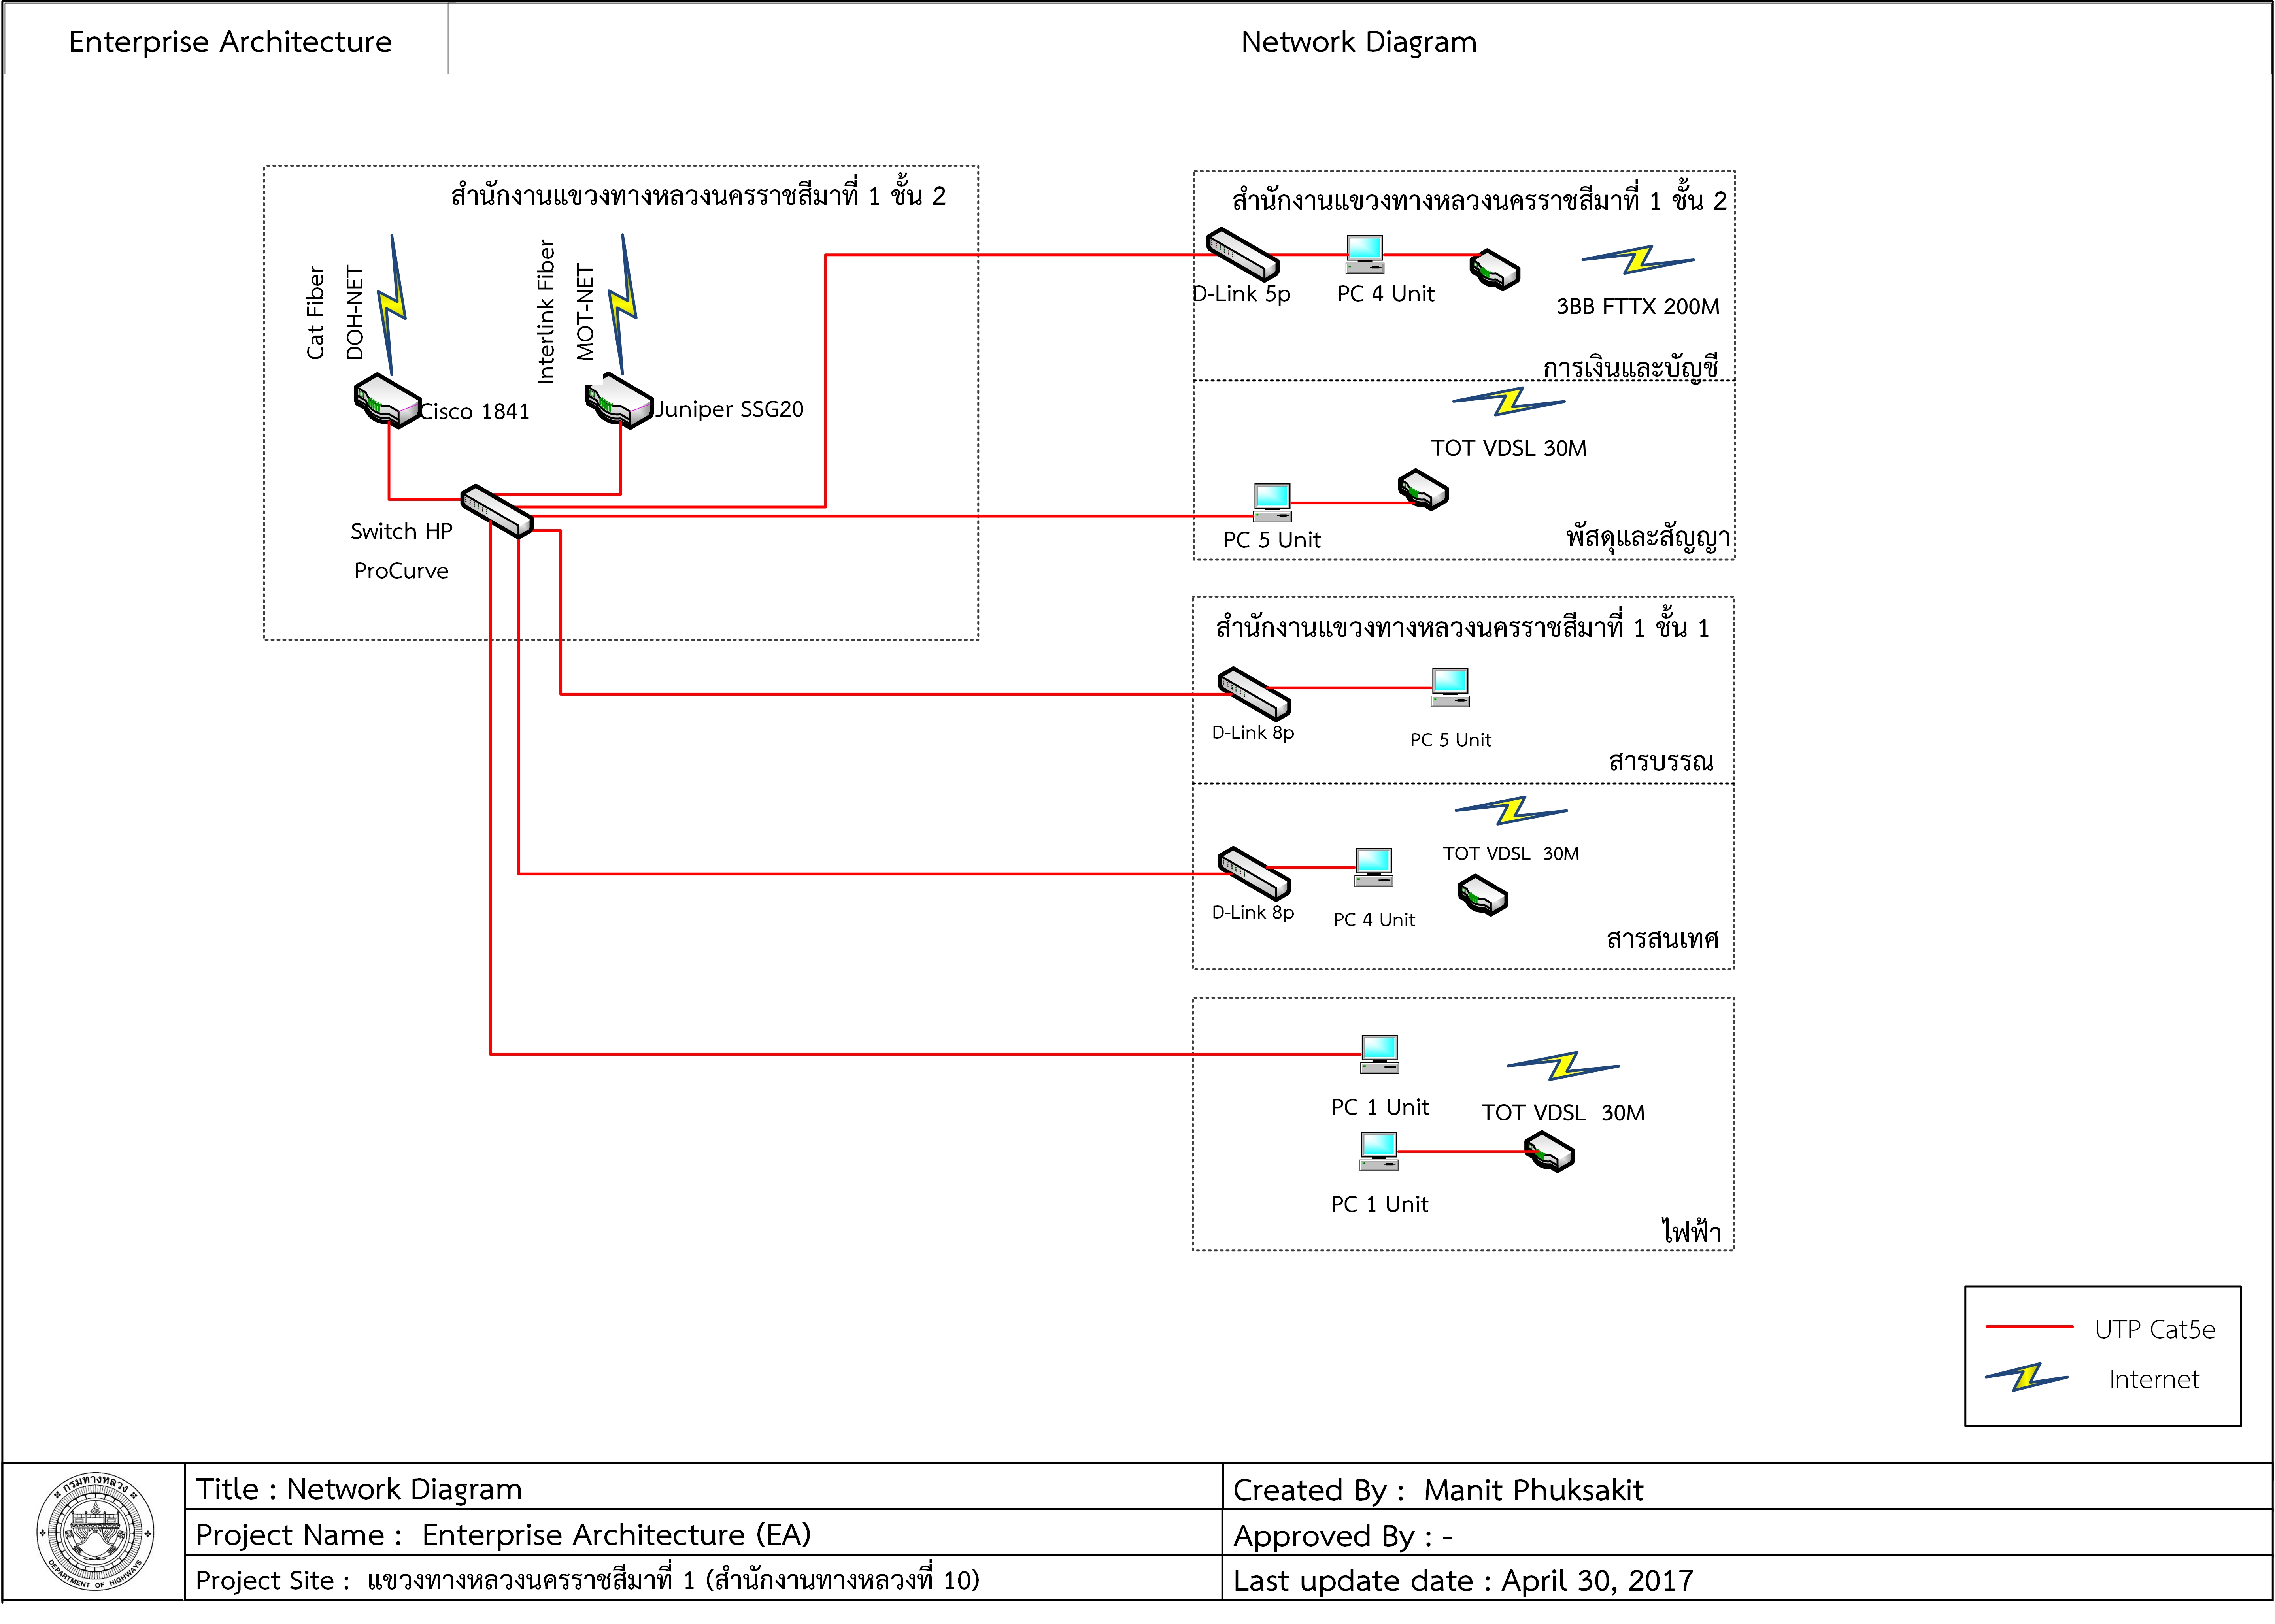 Enterprise Architecture
Network Diagram
สำนักงานแขวงทางหลวงนครราชสีมาที่ 1 ชั้น 2
Cat Fiber
DOH-NET
Interlink Fiber
MOT-NET
Cisco 1841
Juniper SSG20
Switch HP
ProCurve
สำนักงานแขวงทางหลวงนครราชสีมาที่ 1 ชั้น 2
D-Link 5p
PC 4 Unit
3BB FTTX 200M
การเงินและบัญชี
TOT VDSL 30M
PC 5 Unit
พัสดุและสัญญา
สำนักงานแขวงทางหลวงนครราชสีมาที่ 1 ชั้น 1
D-Link 8p
PC 5 Unit
สารบรรณ
TOT VDSL 30M
D-Link 8p
PC 4 Unit
สารสนเทศ
PC 1 Unit
TOT VDSL 30M
PC 1 Unit
ไฟฟ้า
UTP Cat5e
Internet
กรมทางหลวง
DEPARTMENT OF HIGHWAYS
Title : Network Diagram
Created By : Manit Phuksakit
Project Name : Enterprise Architecture (EA)
Approved By : -
Project Site : แขวงทางหลวงนครราชสีมาที่ 1 (สำนักงานทางหลวงที่ 10)
Last update date : April 30, 2017